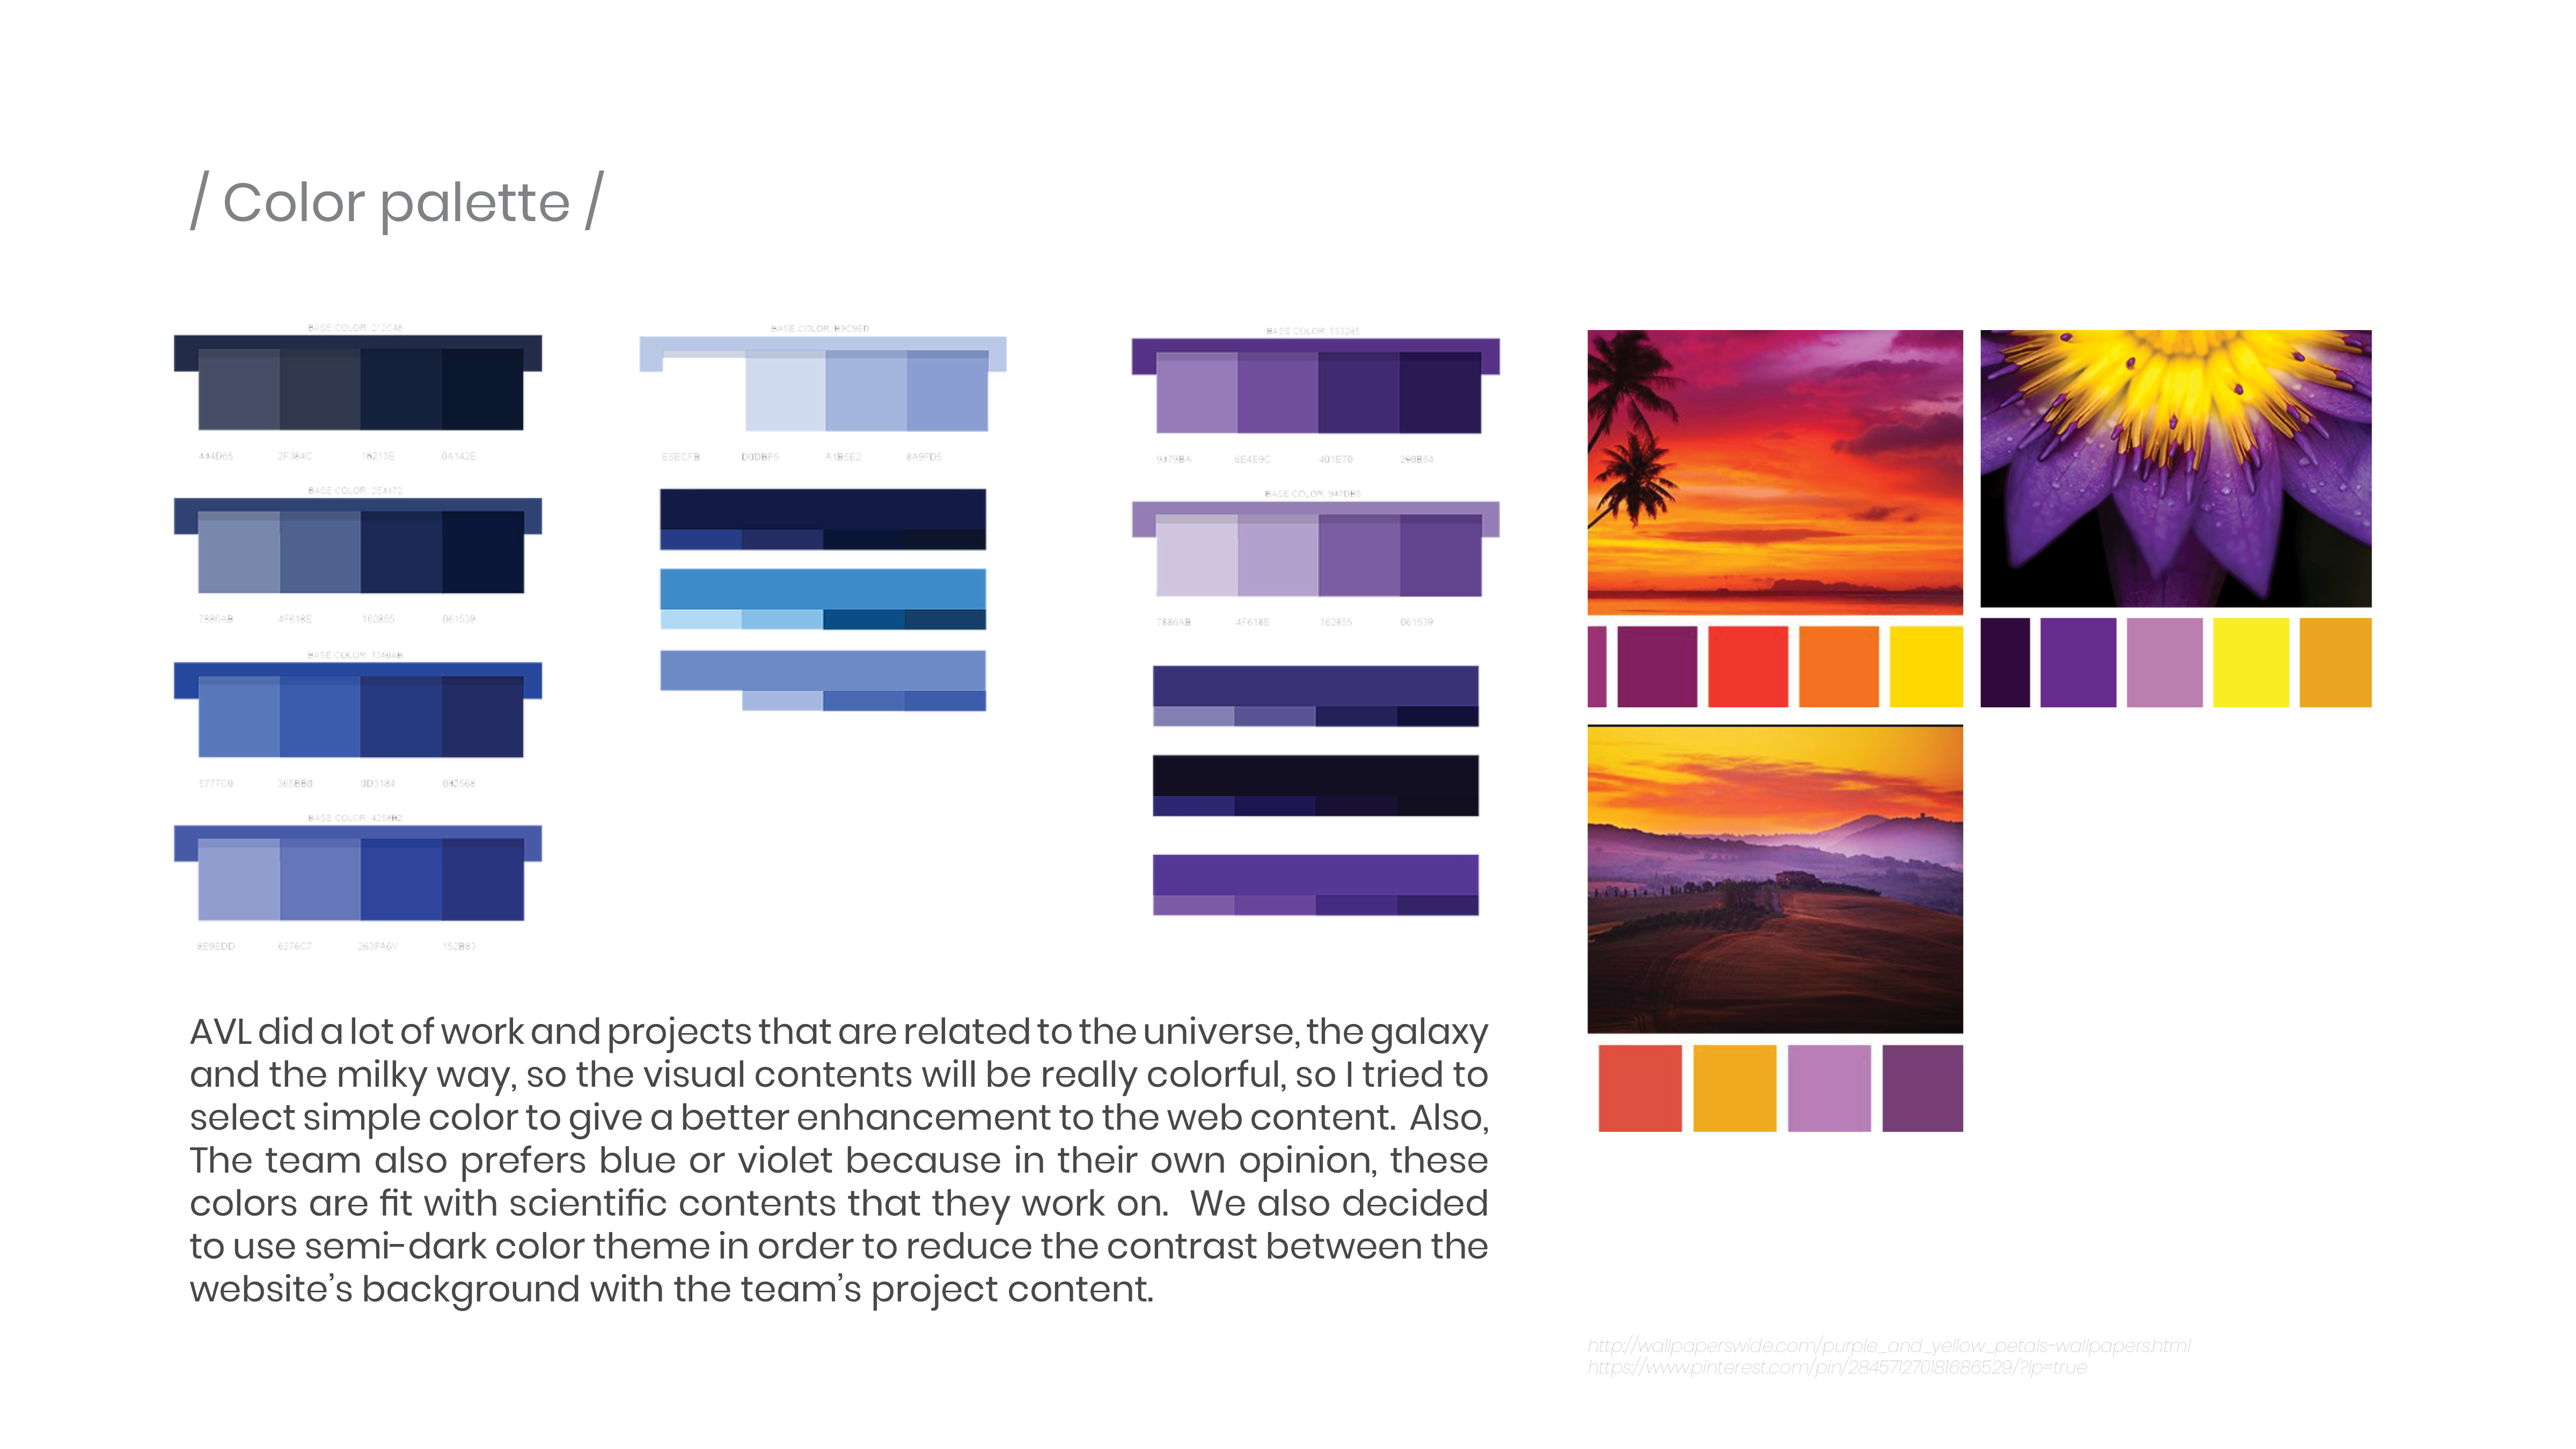 / Color palette /
BASE COLOR: 212C48
444D65 2F384C 16213E 0A142E
BASE COLOR: 2E4172
7886AB 4F618E 162855 061539
BASE COLOR:
5777C0 365BB0 0D3184 082568
BASE COLOR: 4258B2
8E9EDD 6276C7 152B83
BASE COLOR: B9C9ED
E5ECFB D0DBF5 A1B5E2 8A9FD5
BASE COLOR: 553285
9479BA 6E4E9C 401E70 290B54
BASE COLOR: 947DB5
7886AB 4F618E 162855 061539
AVL did a lot of work and projects that are related to the universe, the galaxy
and the milky way, so the visual contents will be really colorful, so I tried to
select simple color to give a better enhancement to the web content. Also,
The team also prefers blue or violet because in their own opinion, these
colors are fit with scientific contents that they work on. We also decided
to use semi-dark color theme in order to reduce the contrast between the
website's background with the team's project content.
http://wallpaperswide.com/purple_and_yellow_petals-wallpapers.html
https://www.pinterest.com/pin/284571270181686529/?lp=true